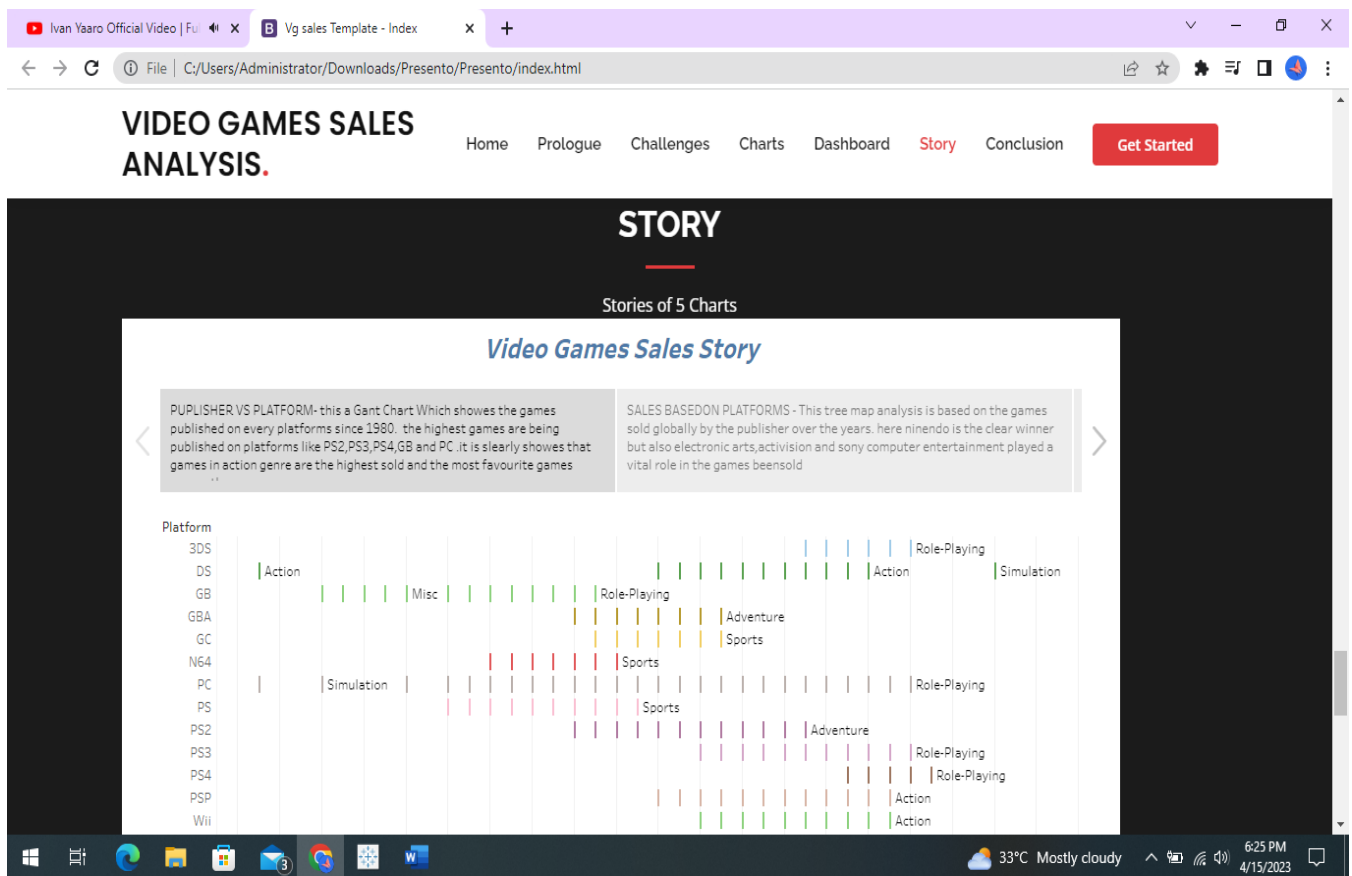 Ivan Yaaro Official Video | Ful
Vg sales Template - Index
File | C:/Users/Administrator/Downloads/Presento/Presento/index.html
VIDEO GAMES SALES
ANALYSIS.
Home Prologue Challenges Charts Dashboard Story Conclusion Get Started
STORY
Stories of 5 Charts
Video Games Sales Story
PUPLISHER VS PLATFORM- this a Gant Chart Which showes the games
published on every platforms since 1980. the highest games are being
published on platforms like PS2,PS3,PS4,GB and PC .it is slearly showes that
games in action genre are the highest sold and the most favourite games
SALES BASEDON PLATFORMS - This tree map analysis is based on the games
sold globally by the publisher over the years. here ninendo is the clear winner
but also electronic arts,activision and sony computer entertainment played a
vital role in the games beensold
Platform
3DS Role-Playing
DS Action Action Simulation
GB Misc Role-Playing
GBA Adventure
GC Sports
N64 Sports
PC Simulation Role-Playing
PS Sports
PS2 Adventure
PS3 Role-Playing
PS4 Role-Playing
PSP Action
Wii Action
3
33°C Mostly cloudy
6:25 PM
4/15/2023